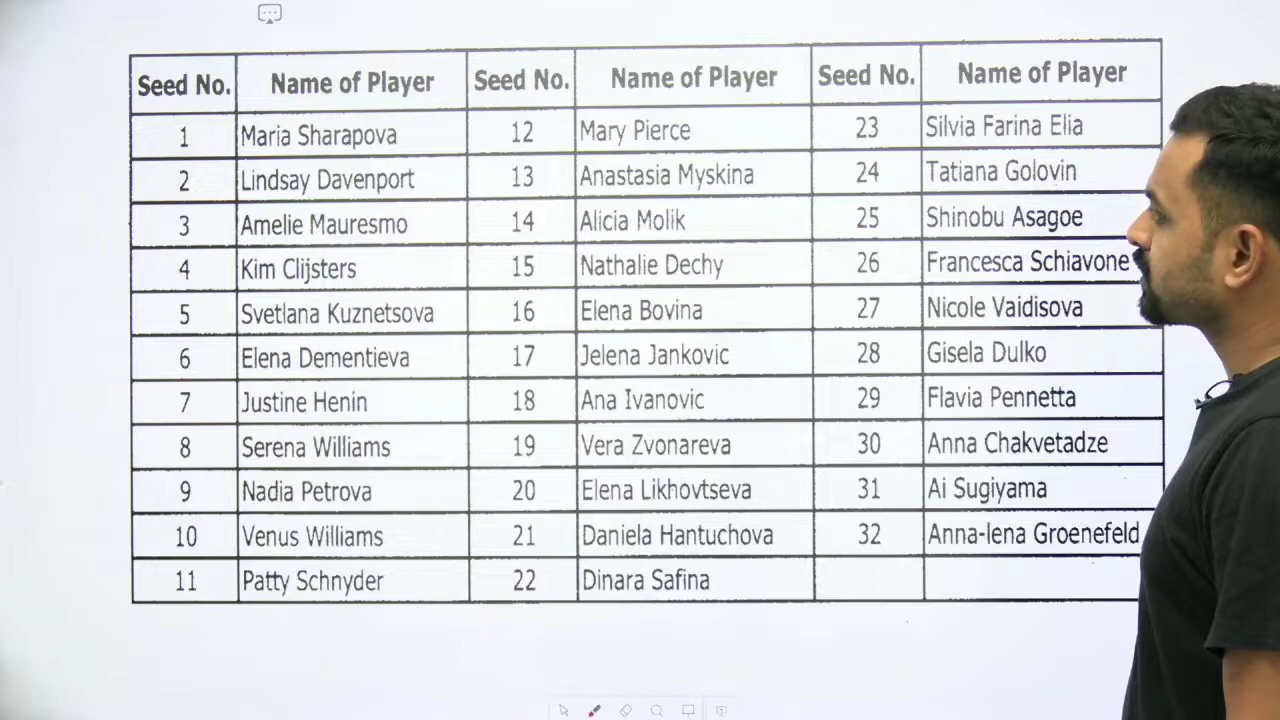 Seed No. Name of Player Seed No. Name of Player Seed No. Name of Player
1 Maria Sharapova 12 Mary Pierce 23 Silvia Farina Elia
2 Lindsay Davenport 13 Anastasia Myskina 24 Tatiana Golovin
3 Amelie Mauresmo 14 Alicia Molik 25 Shinobu Asagoe
4 Kim Clijsters 15 Nathalie Dechy 26 Francesca Schiavone
5 Svetlana Kuznetsova 16 Elena Bovina 27 Nicole Vaidisova
6 Elena Dementieva 17 Jelena Jankovic 28 Gisela Dulko
7 Justine Henin 18 Ana Ivanovic 29 Flavia Pennetta
8 Serena Williams 19 Vera Zvonareva 30 Anna Chakvetadze
9 Nadia Petrova 20 Elena Likhovtseva 31 Ai Sugiyama
10 Venus Williams 21 Daniela Hantuchova 32 Anna-lena Groenefeld
11 Patty Schnyder 22 Dinara Safina